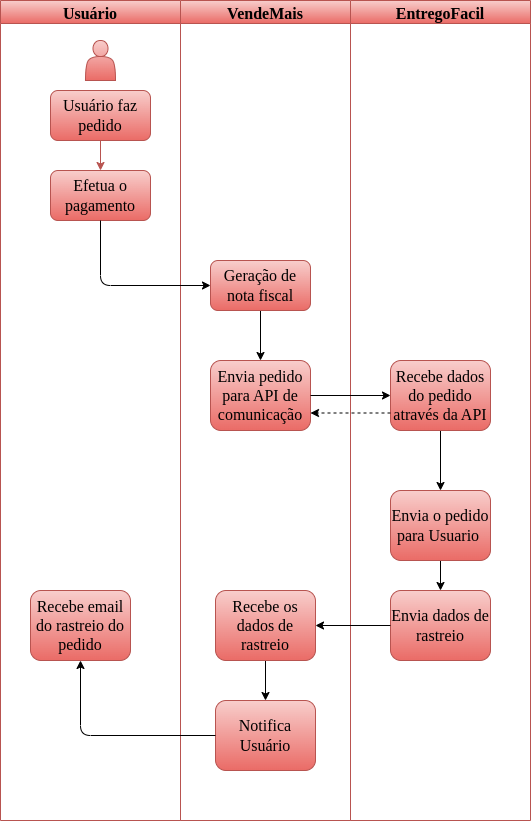 Usuário
VendeMais
EntregoFacil
Usuário faz
pedido
Efetua o
pagamento
Geração de
nota fiscal
Envia pedido
para API de
comunicação
Recebe dados
do pedido
através da API
Envia o pedido
para Usuario
Envia dados de
rastreio
Recebe os
dados de
rastreio
Notifica
Usuário
Recebe email
do rastreio do
pedido